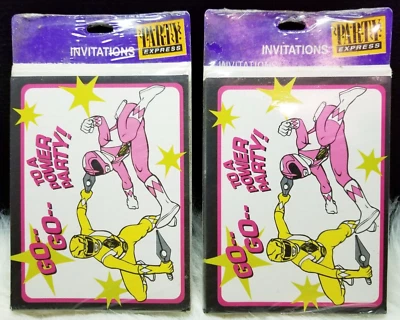 INVITATIONS
PARTY
EXPRESS
GO--
GO--
TO A
POWER
PARTY!
INVITATIONS
PARTY
EXPRESS
GO--
GO--
TO A
POWER
PARTY!